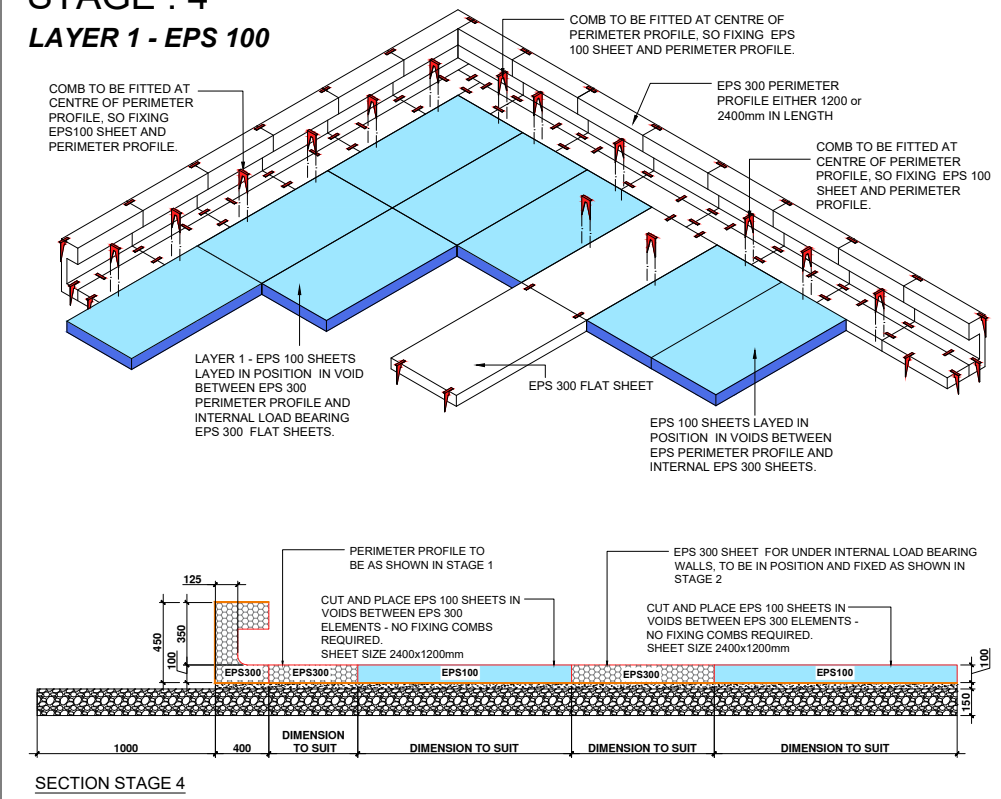 STAGE : 4
LAYER 1 - EPS 100
COMB TO BE FITTED AT
CENTRE OF PERIMETER
PROFILE, SO FIXING
EPS100 SHEET AND
PERIMETER PROFILE.
COMB TO BE FITTED AT CENTRE OF
PERIMETER PROFILE, SO FIXING  EPS
100 SHEET AND PERIMETER PROFILE.
EPS 300 PERIMETER
PROFILE EITHER 1200 or
2400mm IN LENGTH
COMB TO BE FITTED AT
CENTRE OF PERIMETER
PROFILE, SO FIXING  EPS 100
SHEET AND PERIMETER
PROFILE.
LAYER 1 - EPS 100 SHEETS
LAYED IN POSITION  IN VOID
BETWEEN EPS 300
PERIMETER PROFILE AND
INTERNAL LOAD BEARING
EPS 300  FLAT SHEETS.
EPS 300 FLAT SHEET
EPS 100 SHEETS LAYED IN
POSITION  IN VOIDS BETWEEN
EPS PERIMETER PROFILE AND
INTERNAL EPS 300 SHEETS.
PERIMETER PROFILE TO
BE AS SHOWN IN STAGE 1
EPS 300 SHEET  FOR UNDER INTERNAL LOAD BEARING
WALLS, TO BE IN POSITION AND FIXED AS SHOWN IN
STAGE 2
CUT AND PLACE EPS 100 SHEETS IN
VOIDS BETWEEN EPS 300
ELEMENTS - NO FIXING COMBS
REQUIRED.
SHEET SIZE 2400x1200mm
CUT AND PLACE EPS 100 SHEETS IN
VOIDS BETWEEN EPS 300 ELEMENTS -
NO FIXING COMBS REQUIRED.
SHEET SIZE 2400x1200mm
125
450
350
100
EPS300
EPS300
EPS100
EPS300
EPS100
100
150
1000
400
DIMENSION
TO SUIT
DIMENSION TO SUIT
DIMENSION TO SUIT
DIMENSION TO SUIT
SECTION STAGE 4